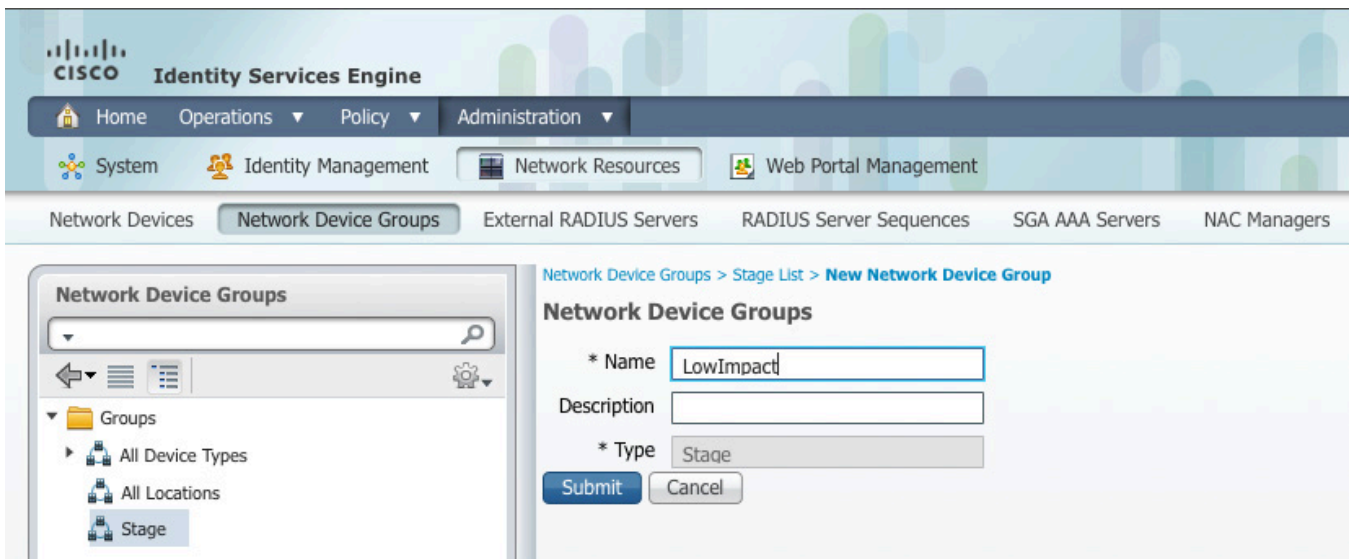 CISCO Identity Services Engine
Home Operations Policy Administration
System Identity Management Network Resources Web Portal Management
Network Devices Network Device Groups External RADIUS Servers RADIUS Server Sequences SGA AAA Servers NAC Managers
Network Device Groups
Groups
All Device Types
All Locations
Stage
Network Device Groups > Stage List > New Network Device Group
Network Device Groups
* Name LowImpact
Description
* Type Stage
Submit Cancel